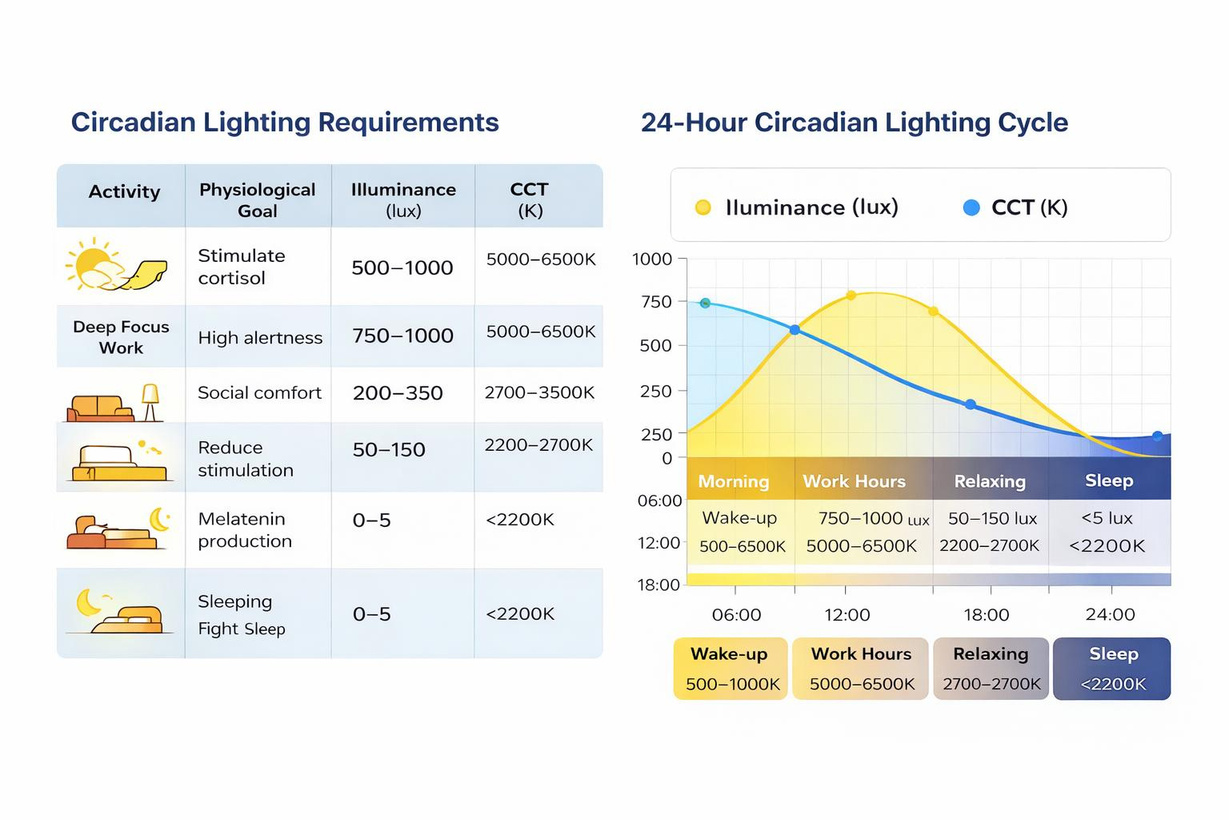 Circadian Lighting Requirements
Activity
Physiological
Goal
Illuminance
(lux)
CCT
(K)
Stimulate
cortisol
500–1000
5000–6500K
Deep Focus
Work
High alertness
750–1000
5000–6500K
Social comfort
200–350
2700–3500K
Reduce
stimulation
50–150
2200–2700K
Melatenin
production
0–5
<2200K
Sleeping
Fight Sleep
0–5
<2200K
24-Hour Circadian Lighting Cycle
Iluminance (lux)
CCT (K)
1000
750
500
250
250
0
06:00
12:00
18:00
Morning
Work Hours
Relaxing
Sleep
Wake-up
750–1000 lux
50–150 lux
<5 lux
500–6500K
5000–6500K
2200–2700K
<2200K
06:00
12:00
18:00
24:00
Wake-up
500–1000K
Work Hours
5000–6500K
Relaxing
2700–2700K
Sleep
<2200K